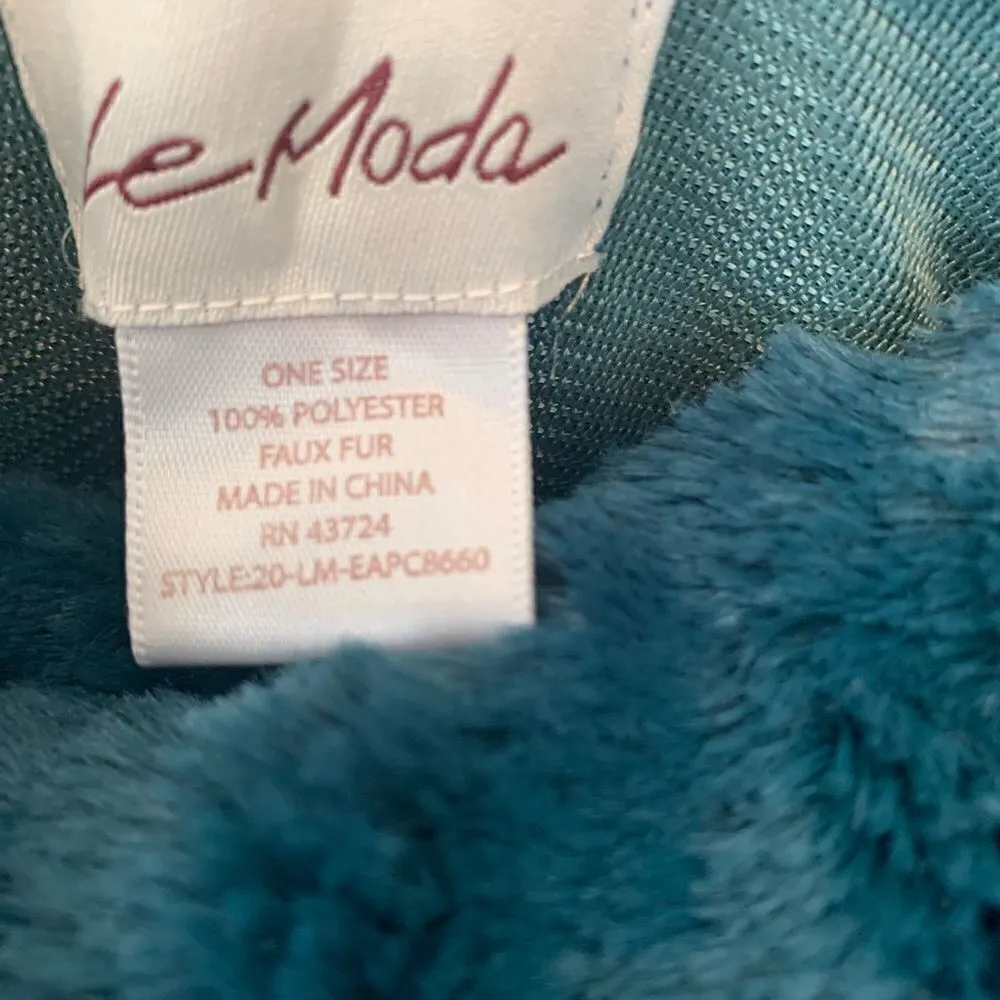 Le Moda
ONE SIZE
100% POLYESTER
FAUX FUR
MADE IN CHINA
RN 43724
STYLE:20-LM-EAPC8660